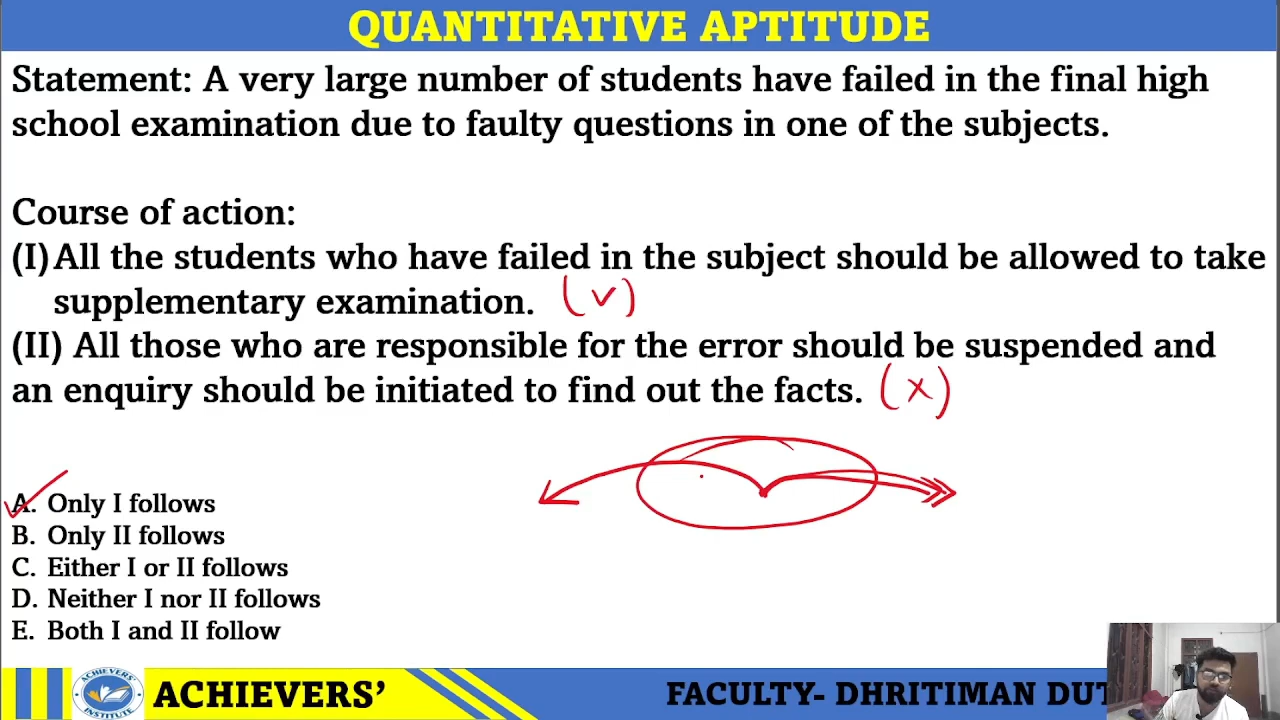 QUANTITATIVE APTITUDE
Statement: A very large number of students have failed in the final high
school examination due to faulty questions in one of the subjects.
Course of action:
(I) All the students who have failed in the subject should be allowed to take
supplementary examination. (v)
(II) All those who are responsible for the error should be suspended and
an enquiry should be initiated to find out the facts. (x)
A. Only I follows
B. Only II follows
C. Either I or II follows
D. Neither I nor II follows
E. Both I and II follow
ACHIEVERS'
INSTITUTE
ACHIEVERS’
FACULTY- DHRITIMAN DUT